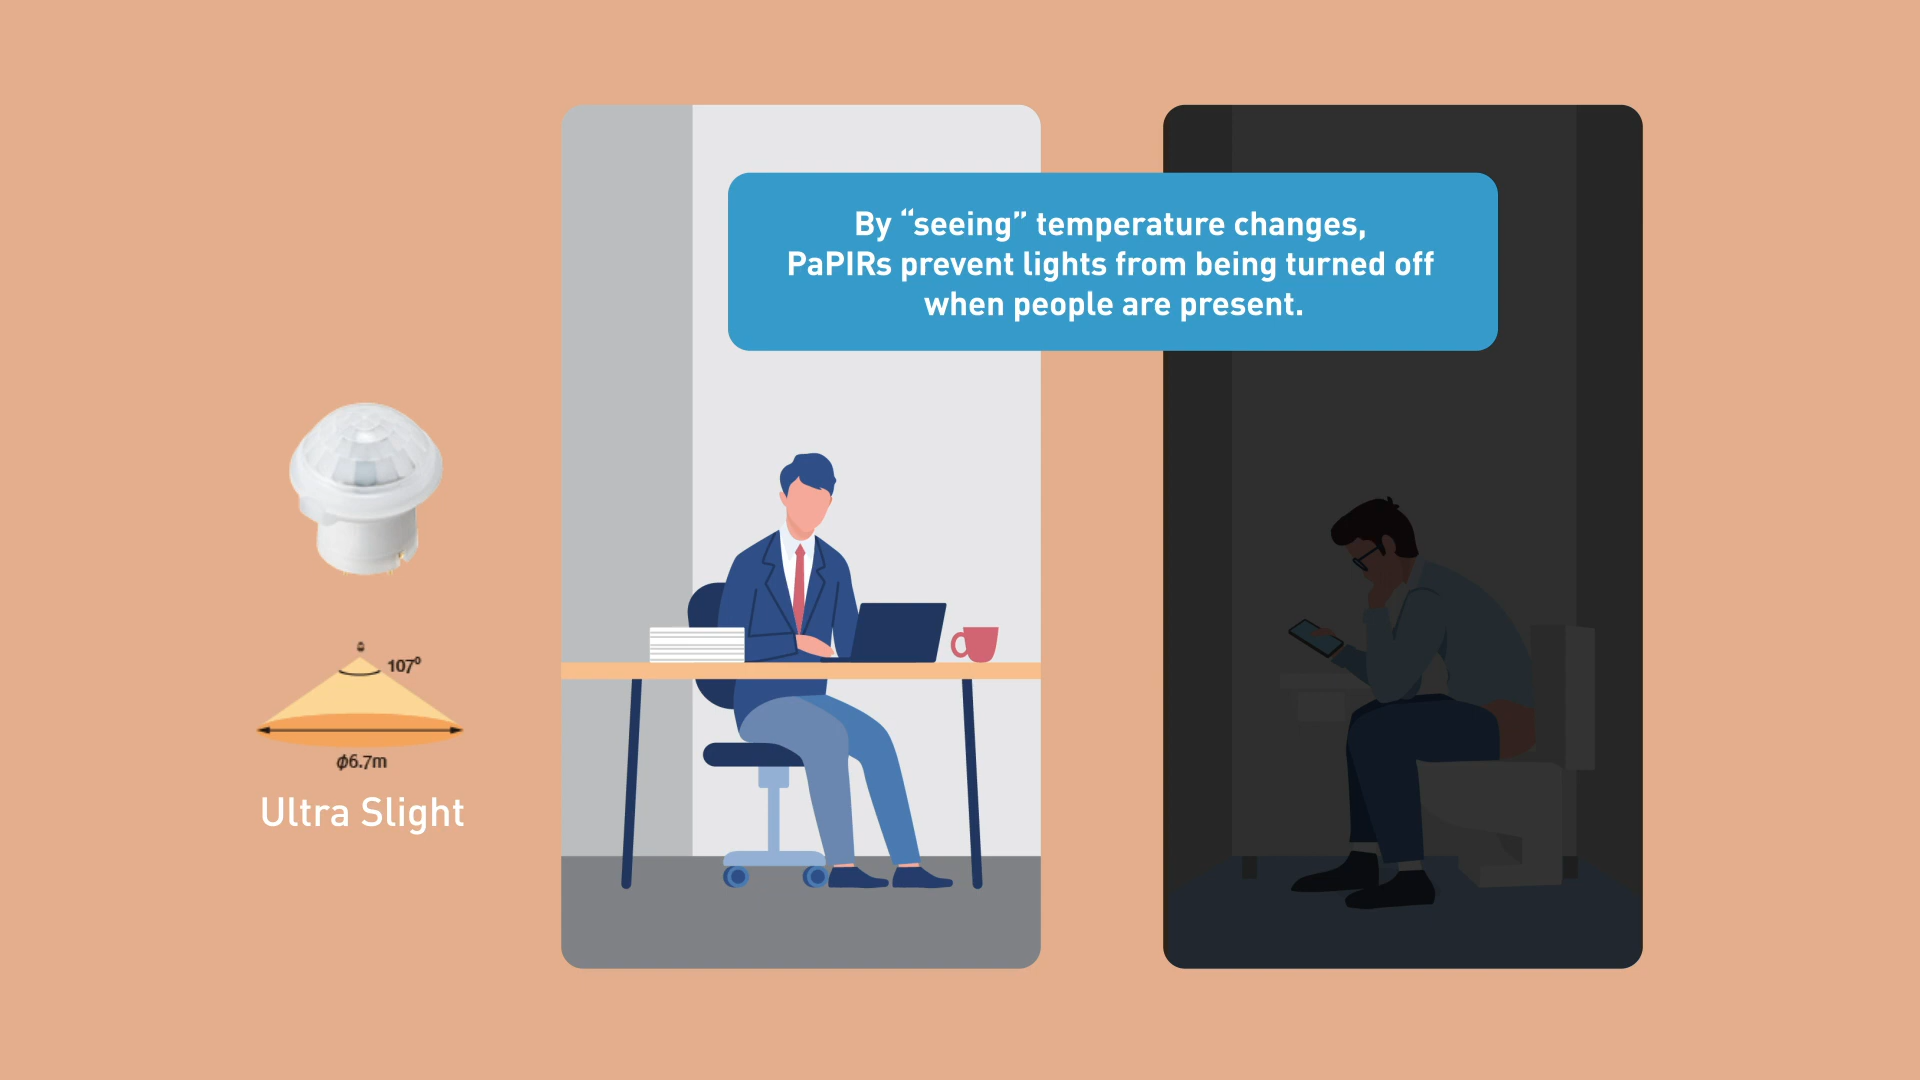 By “seeing” temperature changes,
PaPIRs prevent lights from being turned off
when people are present.
107°
ϕ6.7m
Ultra Slight